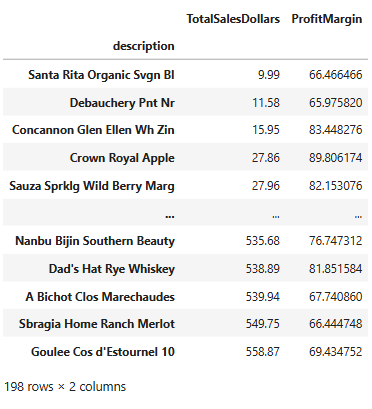 TotalSalesDollars ProfitMargin
description
Santa Rita Organic Svgn Bl 9.99 66.466466
Debauchery Pnt Nr 11.58 65.975820
Concannon Glen Ellen Wh Zin 15.95 83.448276
Crown Royal Apple 27.86 89.806174
Sauza Sprklg Wild Berry Marg 27.96 82.153076
... ... ...
Nanbu Bijin Southern Beauty 535.68 76.747312
Dad's Hat Rye Whiskey 538.89 81.851584
A Bichot Clos Marechaudes 539.94 67.740860
Sbragia Home Ranch Merlot 549.75 66.444748
Goulee Cos d'Estournel 10 558.87 69.434752
198 rows × 2 columns